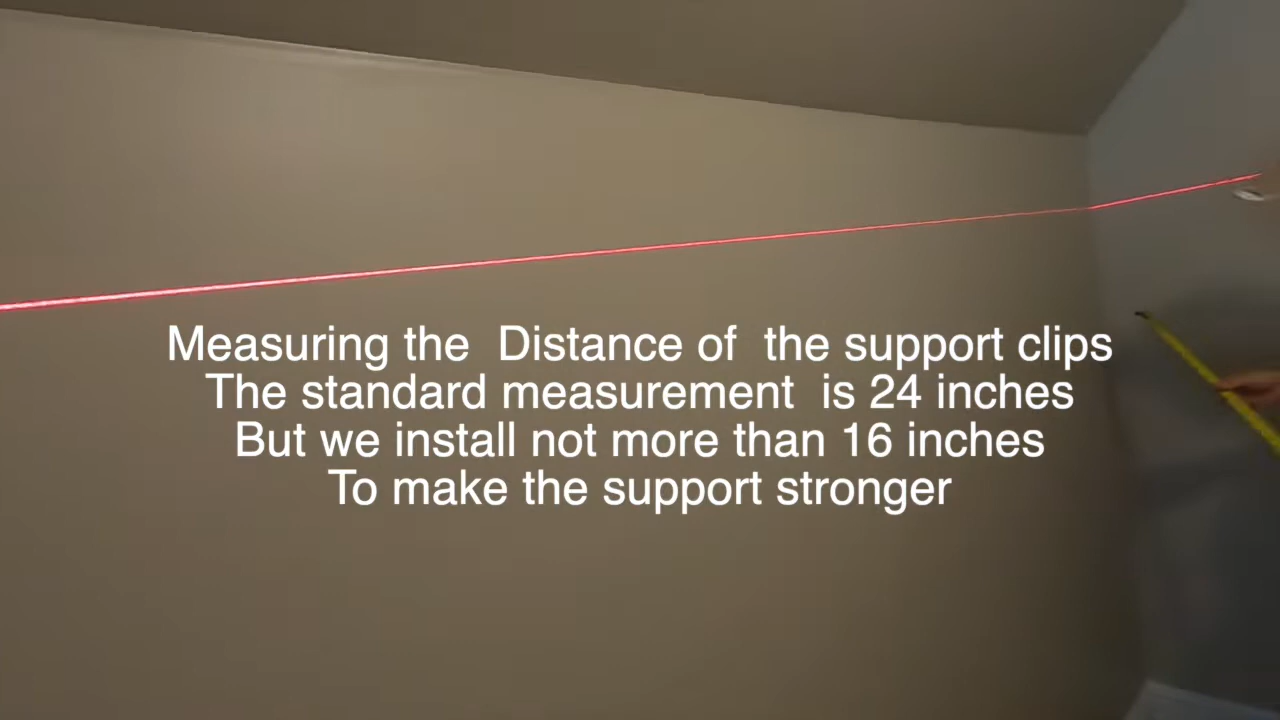 Measuring the  Distance of  the support clips
The standard measurement  is 24 inches
But we install not more than 16 inches
To make the support stronger